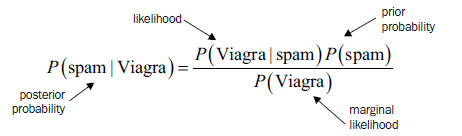 likelihood
prior
probability
P(spam | Viagra) = P(Viagra | spam) P(spam)
P(Viagra)
posterior
probability
marginal
likelihood